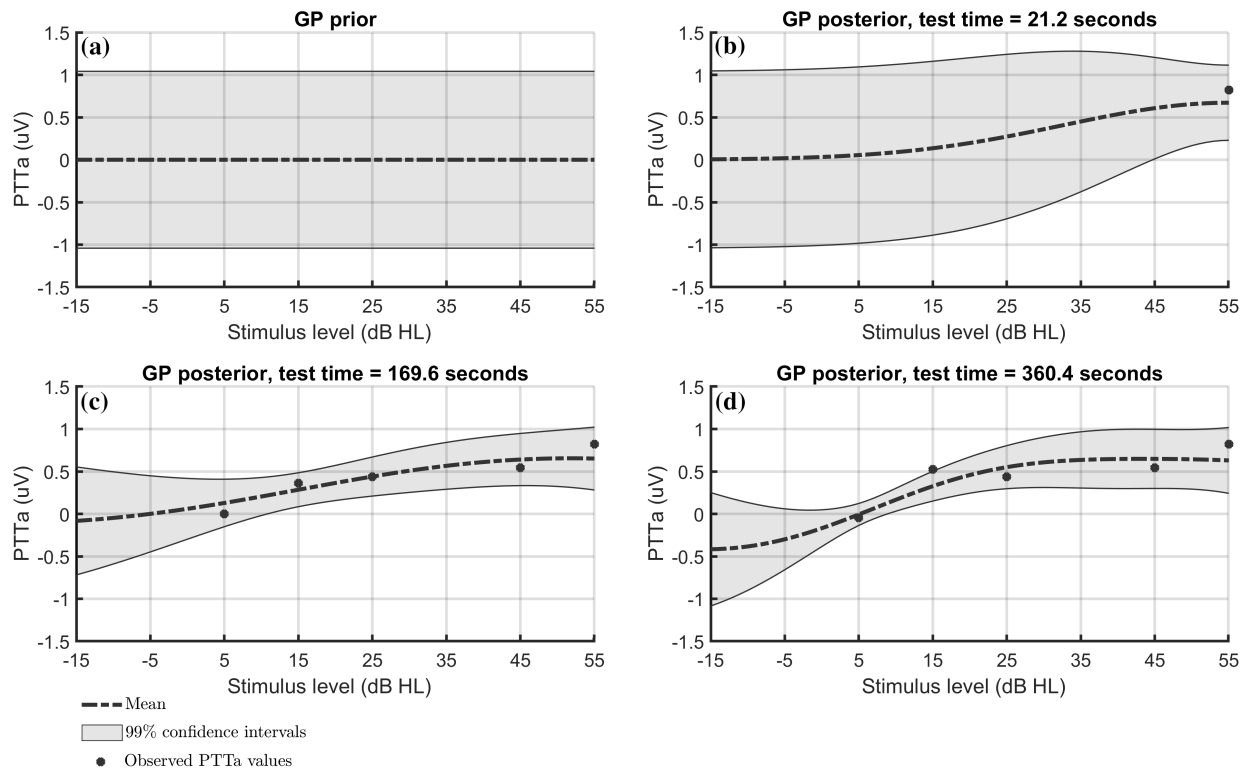 GP prior
(a)
1.5
1
0.5
0
-0.5
-1
-1.5
PTTa (uV)
-15 -5 5 15 25 35 45 55
Stimulus level (dB HL)
GP posterior, test time = 21.2 seconds
(b)
1.5
1
0.5
0
-0.5
-1
-1.5
PTTa (uV)
-15 -5 5 15 25 35 45 55
Stimulus level (dB HL)
GP posterior, test time = 169.6 seconds
(c)
1.5
1
0.5
0
-0.5
-1
-1.5
PTTa (uV)
-15 -5 5 15 25 35 45 55
Stimulus level (dB HL)
GP posterior, test time = 360.4 seconds
(d)
1.5
1
0.5
0
-0.5
-1
-1.5
PTTa (uV)
-15 -5 5 15 25 35 45 55
Stimulus level (dB HL)
Mean
99% confidence intervals
Observed PTTa values